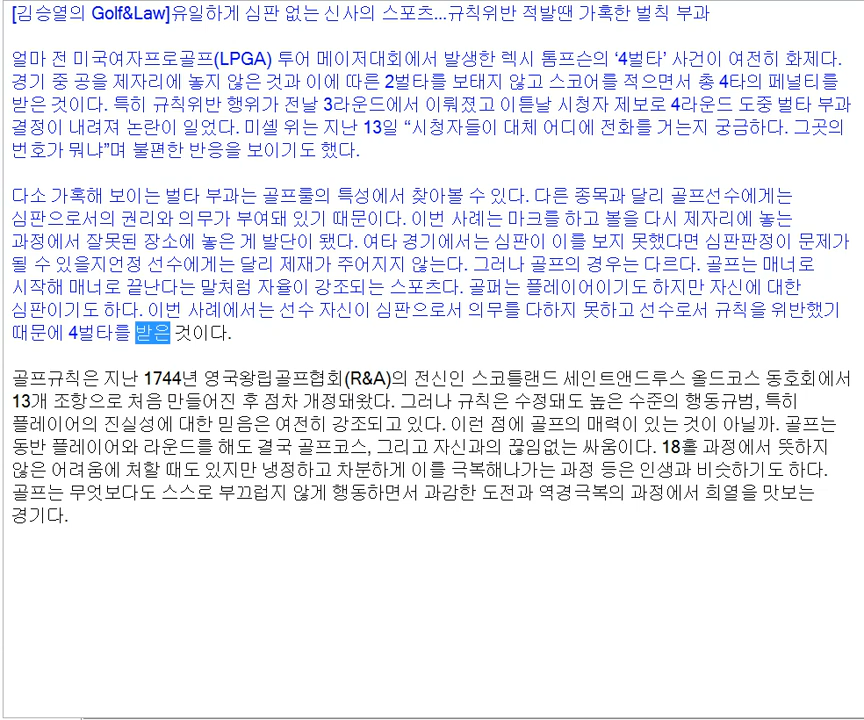 [김승열의 Golf&Law]유일하게 심판 없는 신사의 스포츠...규칙위반 적발땐 가혹한 벌칙 부과
얼마 전 미국여자프로골프(LPGA) 투어 메이저대회에서 발생한 렉시 톰프슨의 ‘4벌타’ 사건이 여전히 화제다.
경기 중 공을 제자리에 놓지 않은 것과 이에 따른 2벌타를 보태지 않고 스코어를 적으면서 총 4타의 페널티를
받은 것이다. 특히 규칙위반 행위가 전날 3라운드에서 이뤄졌고 이튿날 시청자 제보로 4라운드 도중 벌타 부과
결정이 내려져 논란이 일었다. 미셸 위는 지난 13일 “시청자들이 대체 어디에 전화를 거는지 궁금하다. 그곳의
번호가 뭐냐”며 불편한 반응을 보이기도 했다.
다소 가혹해 보이는 벌타 부과는 골프룰의 특성에서 찾아볼 수 있다. 다른 종목과 달리 골프선수에게는
심판으로서의 권리와 의무가 부여돼 있기 때문이다. 이번 사례는 마크를 하고 볼을 다시 제자리에 놓는
과정에서 잘못된 장소에 놓은 게 발단이 됐다. 여타 경기에서는 심판이 이를 보지 못했다면 심판판정이 문제가
될 수 있을지언정 선수에게는 달리 제재가 주어지지 않는다. 그러나 골프의 경우는 다르다. 골프는 매너로
시작해 매너로 끝난다는 말처럼 자율이 강조되는 스포츠다. 골퍼는 플레이어이기도 하지만 자신에 대한
심판이기도 하다. 이번 사례에서는 선수 자신이 심판으로서 의무를 다하지 못하고 선수로서 규칙을 위반했기
때문에 4벌타를 받은 것이다.
골프규칙은 지난 1744년 영국왕립골프협회(R&A)의 전신인 스코틀랜드 세인트앤드루스 올드코스 동호회에서
13개 조항으로 처음 만들어진 후 점차 개정돼왔다. 그러나 규칙은 수정돼도 높은 수준의 행동규범, 특히
플레이어의 진실성에 대한 믿음은 여전히 강조되고 있다. 이런 점에 골프의 매력이 있는 것이 아닐까. 골프는
동반 플레이어와 라운드를 해도 결국 골프코스, 그리고 자신과의 끊임없는 싸움이다. 18홀 과정에서 뜻하지
않은 어려움에 처할 때도 있지만 냉정하고 차분하게 이를 극복해나가는 과정 등은 인생과 비슷하기도 하다.
골프는 무엇보다도 스스로 부끄럽지 않게 행동하면서 과감한 도전과 역경극복의 과정에서 희열을 맛보는
경기다.